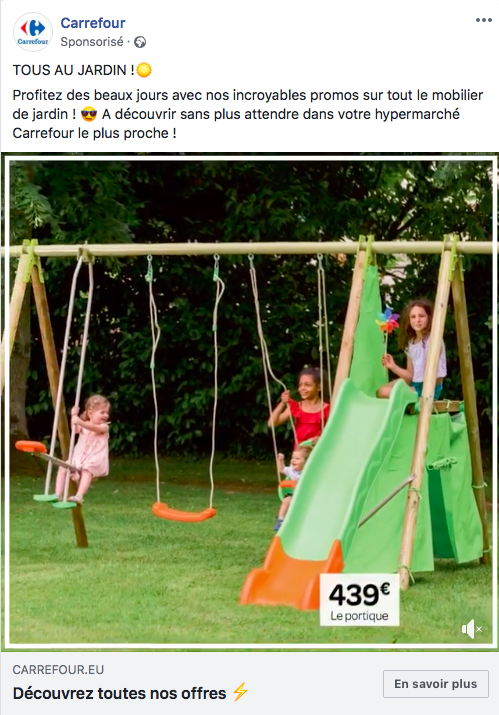 Carrefour
Carrefour
Sponsorisé ·
TOUS AU JARDIN !☀️
Profitez des beaux jours avec nos incroyables promos sur tout le mobilier
de jardin ! 😎 A découvrir sans plus attendre dans votre hypermarché
Carrefour le plus proche !
439€
Le portique
CARREFOUR.EU
Découvrez toutes nos offres ⚡
En savoir plus